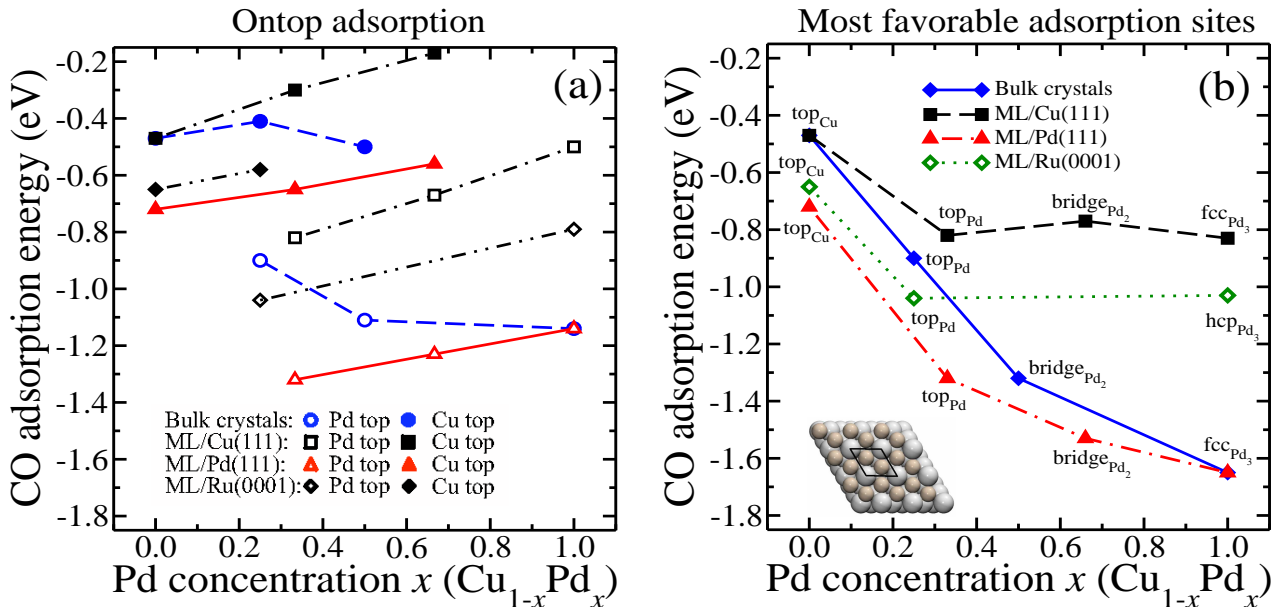 Ontop adsorption
CO adsorption energy (eV)
-0.2
-0.4
-0.6
-0.8
-1.0
-1.2
-1.4
-1.6
-1.8
(a)
Bulk crystals: Pd top Cu top
ML/Cu(111): Pd top Cu top
ML/Pd(111): Pd top Cu top
ML/Ru(0001): Pd top Cu top
0.0 0.2 0.4 0.6 0.8 1.0
Pd concentration x (Cu1-xPdx)
Most favorable adsorption sites
CO adsorption energy (eV)
-0.2
-0.4
-0.6
-0.8
-1.0
-1.2
-1.4
-1.6
-1.8
(b)
Bulk crystals
ML/Cu(111)
ML/Pd(111)
ML/Ru(0001)
topCu
topCu
topCu
topPd
bridgePd2
fccPd3
topPd
topPd
hcpPd3
topPd
bridgePd2
bridgePd2
fccPd3
0.0 0.2 0.4 0.6 0.8 1.0
Pd concentration x (Cu1-xPdx)